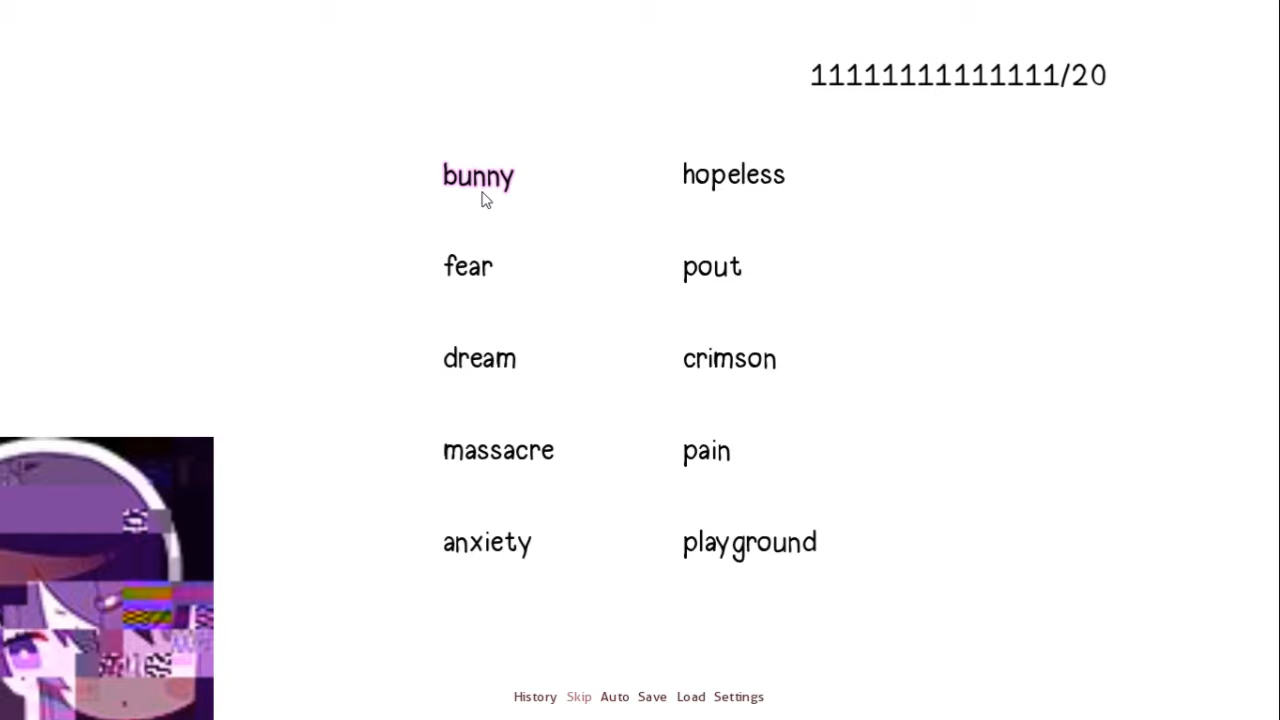 11111111111111/20
bunny hopeless
fear pout
dream crimson
massacre pain
anxiety playground
History Skip Auto Save Load Settings